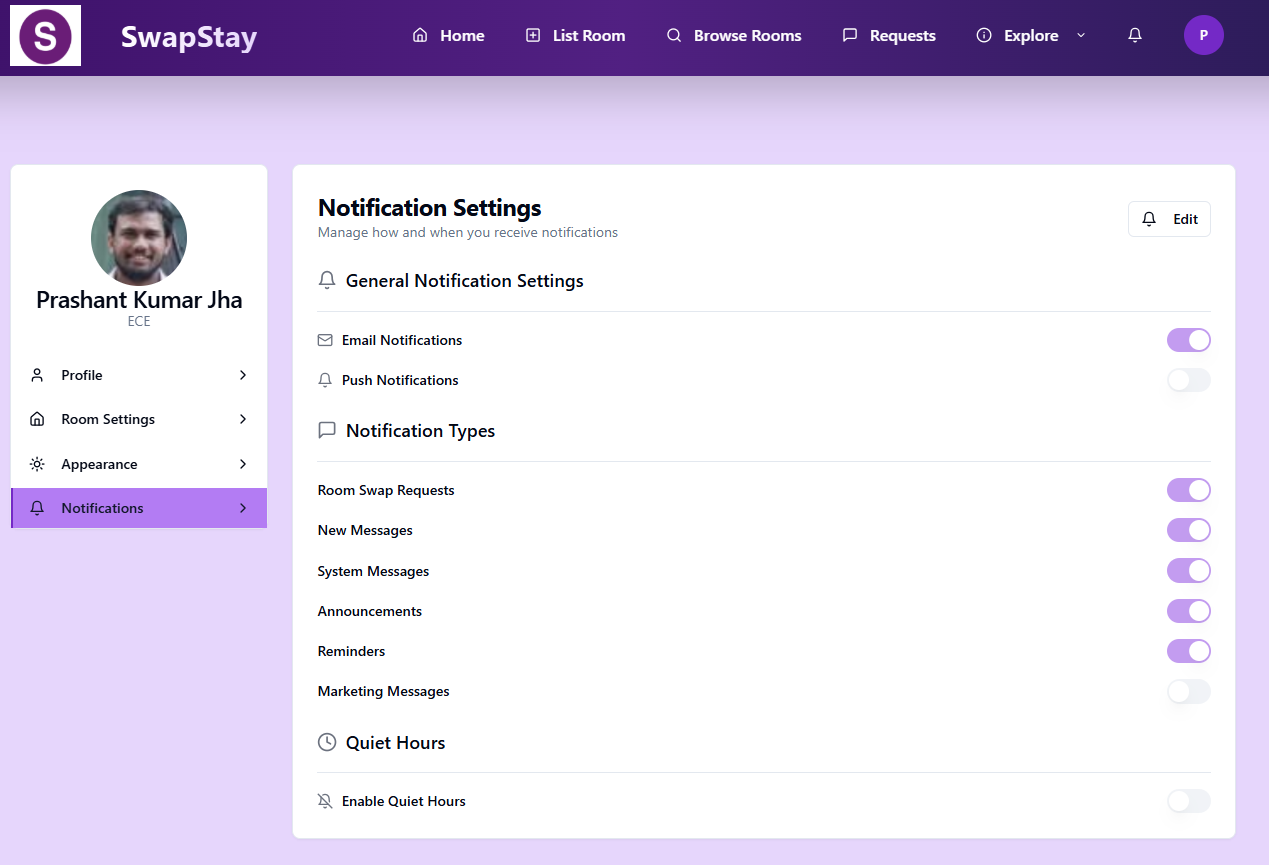 S
SwapStay
Home
List Room
Browse Rooms
Requests
Explore
P
Prashant Kumar Jha
ECE
Profile
Room Settings
Appearance
Notifications
Notification Settings
Manage how and when you receive notifications
Edit
General Notification Settings
Email Notifications
Push Notifications
Notification Types
Room Swap Requests
New Messages
System Messages
Announcements
Reminders
Marketing Messages
Quiet Hours
Enable Quiet Hours